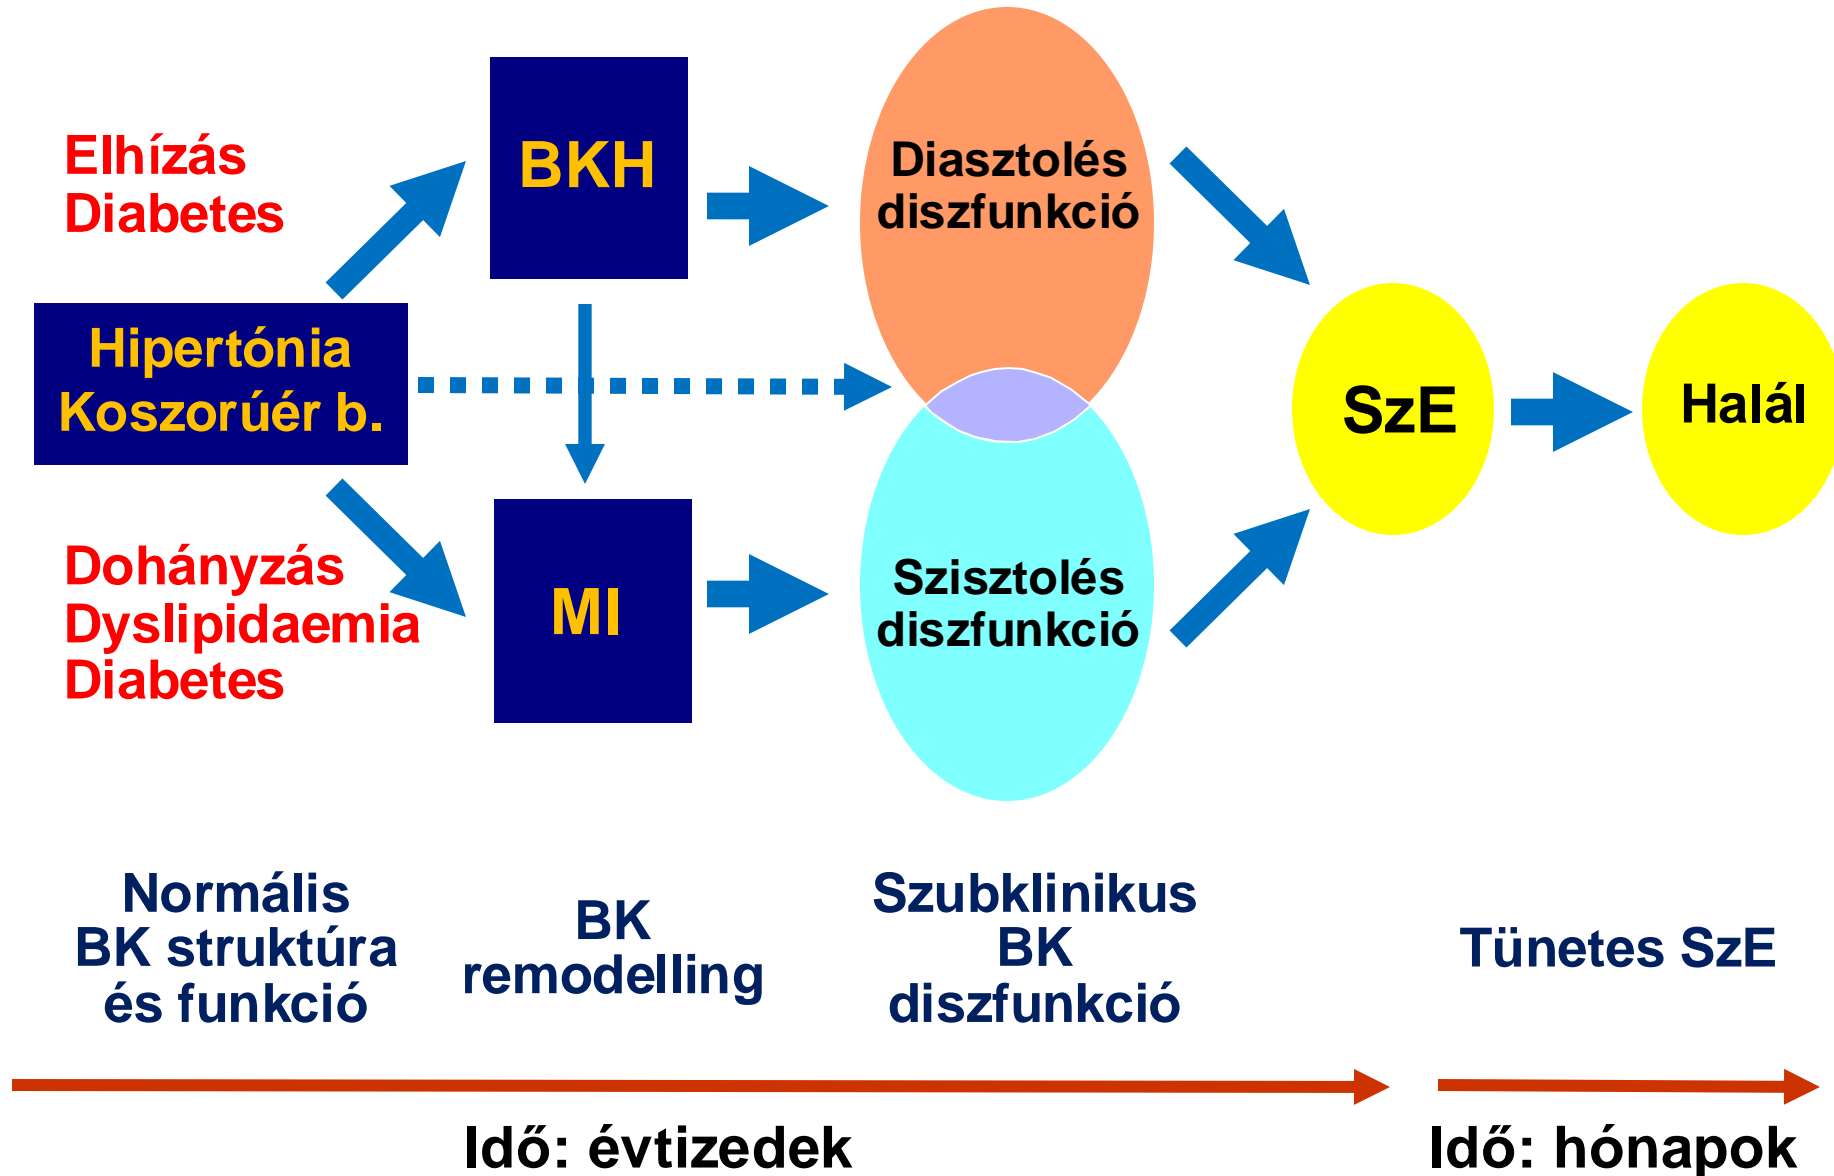 Elhízás
Diabetes
Hipertónia
Koszorúér b.
Dohányzás
Dyslipidaemia
Diabetes
BKH
MI
Diasztolés
diszfunkció
Szisztolés
diszfunkció
SzE
Halál
Normális
BK struktúra
és funkció
BK
remodelling
Szubklinikus
BK
diszfunkció
Tünetes SzE
Idő: évtizedek
Idő: hónapok